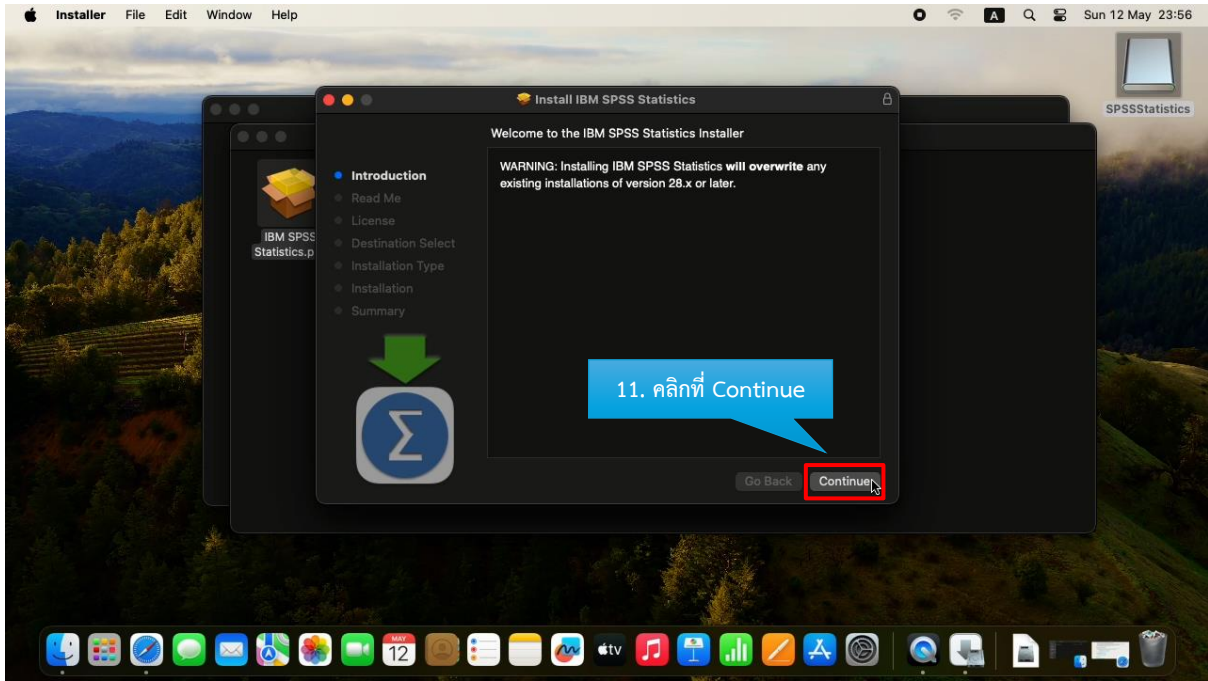 Installer File Edit Window Help
A
Sun 12 May 23:56
SPSSStatistics
Install IBM SPSS Statistics
Welcome to the IBM SPSS Statistics Installer
Introduction
Read Me
License
Destination Select
Installation Type
Installation
Summary
WARNING: Installing IBM SPSS Statistics will overwrite any
existing installations of version 28.x or later.
IBM SPSS
Statistics.p
Σ
11. คลิกที่ Continue
Go Back Continue
MAY
12
tv